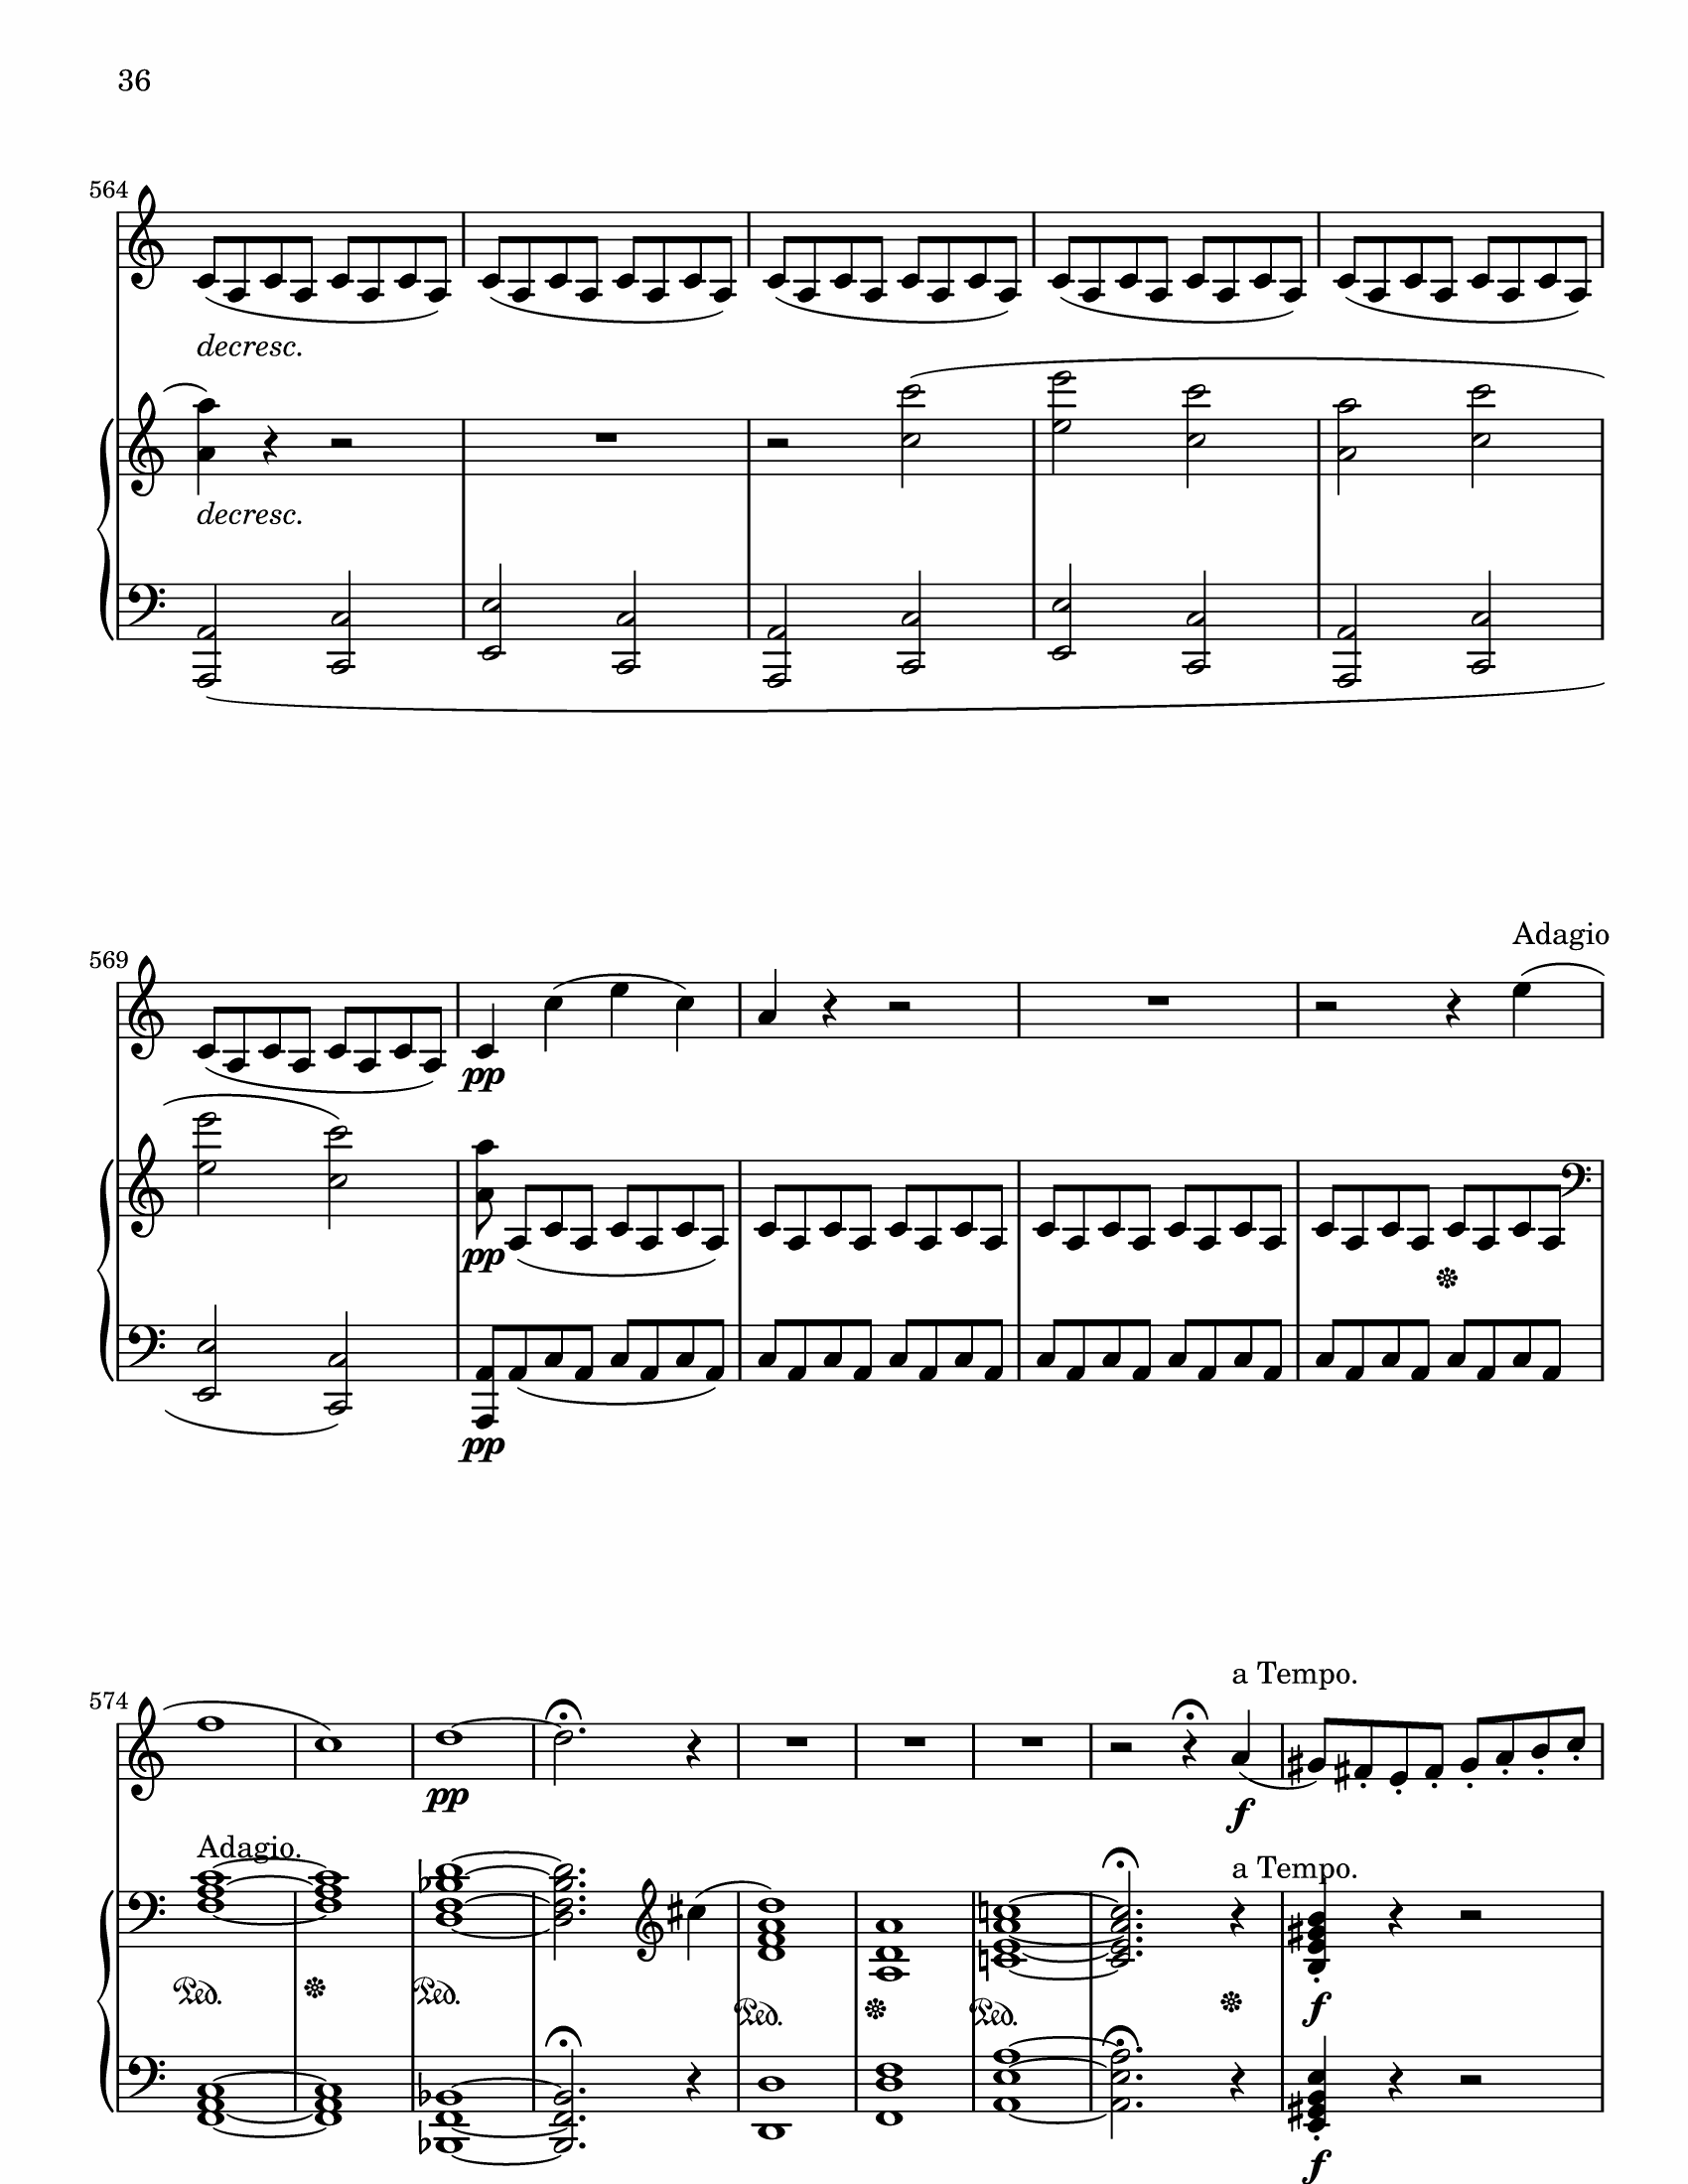 36
564
decresc.
decresc.
Adagio
569
pp
pp
pp
a Tempo.
574
pp
f
Adagio.
a Tempo.
Ped. Ped. Ped. Ped.
f
f